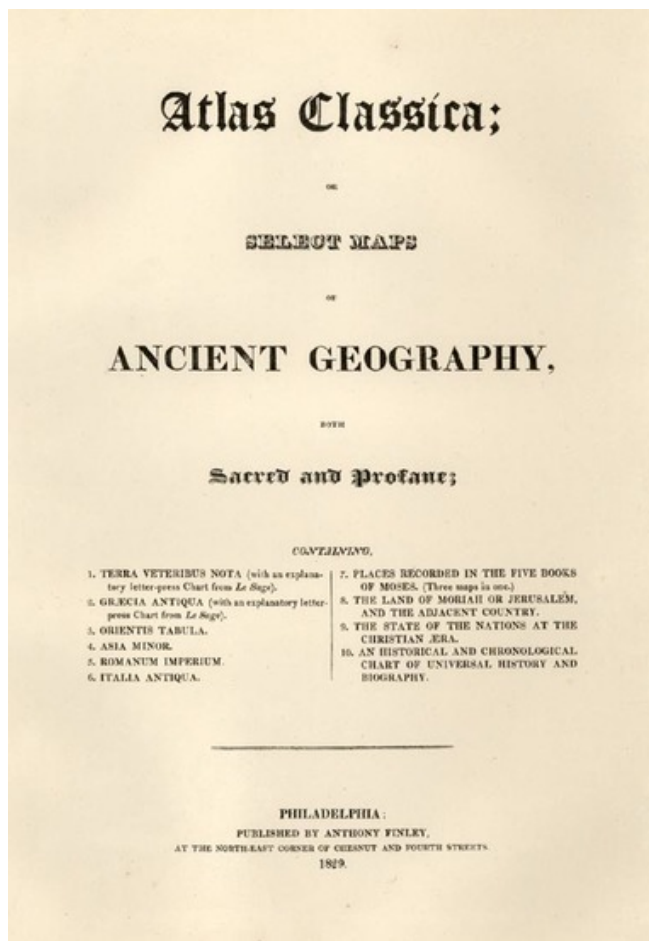 Atlas Classica;
OR
SELECT MAPS
OF
ANCIENT GEOGRAPHY,
BOTH
Sacred and Profane;
CONTAINING,
1. TERRA VETERIBUS NOTA (with an explana-
tory letter-press Chart from Le Sage).
2. GRÆCIA ANTIQUA (with an explanatory letter-
press Chart from Le Sage).
3. ORIENTIS TABULA.
4. ASIA MINOR.
5. ROMANUM IMPERIUM.
6. ITALIA ANTIQUA.
7. PLACES RECORDED IN THE FIVE BOOKS
OF MOSES. (Three maps in one.)
8. THE LAND OF MORIAH OR JERUSALEM,
AND THE ADJACENT COUNTRY.
9. THE STATE OF THE NATIONS AT THE
CHRISTIAN ÆRA.
10. AN HISTORICAL AND CHRONOLOGICAL
CHART OF UNIVERSAL HISTORY AND
BIOGRAPHY.
PHILADELPHIA:
PUBLISHED BY ANTHONY FINLEY,
AT THE NORTH-EAST CORNER OF CHESNUT AND FOURTH STREETS.
1829.